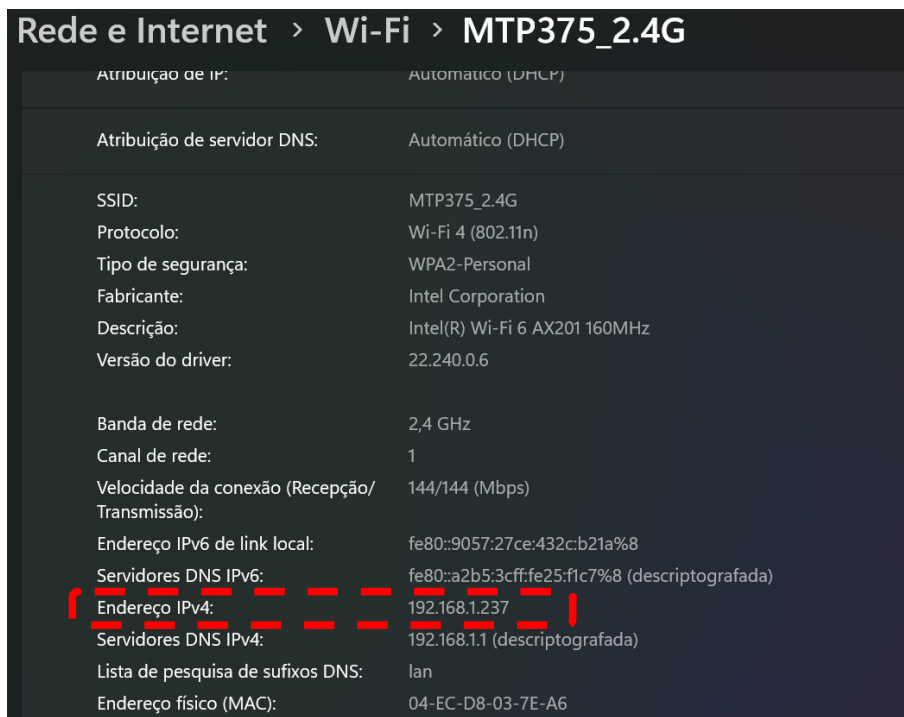 Rede e Internet > Wi-Fi > MTP375_2.4G
Atribuição de IP: Automático (DHCP)
Atribuição de servidor DNS: Automático (DHCP)
SSID: MTP375_2.4G
Protocolo: Wi-Fi 4 (802.11n)
Tipo de segurança: WPA2-Personal
Fabricante: Intel Corporation
Descrição: Intel(R) Wi-Fi 6 AX201 160MHz
Versão do driver: 22.240.0.6
Banda de rede: 2,4 GHz
Canal de rede: 1
Velocidade da conexão (Recepção/ 144/144 (Mbps)
Transmissão):
Endereço IPv6 de link local: fe80::9057:27ce:432c:b21a%8
Servidores DNS IPv6: fe80::a2b5:3cff:fe25:f1c7%8 (descriptografada)
Endereço IPv4: 192.168.1.237
Servidores DNS IPv4: 192.168.1.1 (descriptografada)
Lista de pesquisa de sufixos DNS: lan
Endereço físico (MAC): 04-EC-D8-03-7E-A6